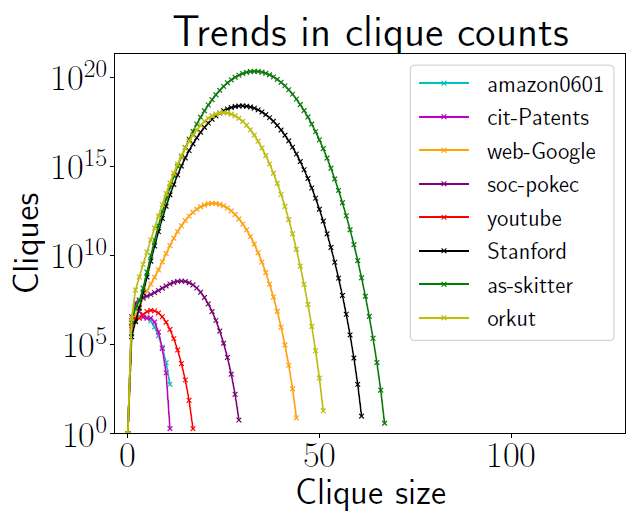 Trends in clique counts
Cliques
10^20
10^15
10^10
10^5
10^0
0 50 100
Clique size
amazon0601
cit-Patents
web-Google
soc-pokec
youtube
Stanford
as-skitter
orkut